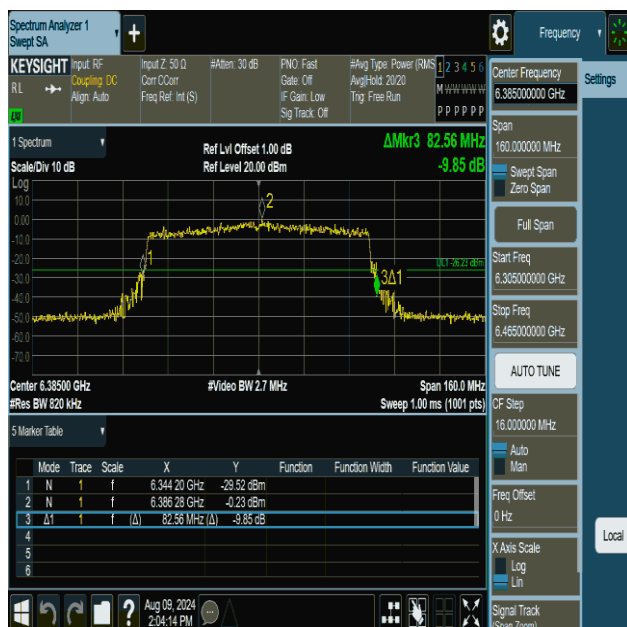 Spectrum Analyzer 1
Swept SA
+
Frequency
KEYSIGHT
RL
Input: RF
Coupling: DC
Align: Auto
Input Z: 50 Ω
Corr CCorr
Freq Ref: Int (S)
#Atten: 30 dB
PNO: Fast
Gate: Off
IF Gain: Low
Sig Track: Off
#Avg Type: Power (RMS
Avg|Hold: 20/20
Trig: Free Run
1 2 3 4 5 6
M W W W W W
P P P P P P
1 Spectrum
Scale/Div 10 dB
Ref Lvl Offset 1.00 dB
Ref Level 20.00 dBm
ΔMkr3 82.56 MHz
-9.85 dB
Log
10.0
0.00
-10.0
-20.0
-30.0
-40.0
-50.0
-60.0
-70.0
2
1
3Δ1
DL1 -26.23 dBm
Center 6.38500 GHz
#Video BW 2.7 MHz
Span 160.0 MHz
#Res BW 820 kHz
Sweep 1.00 ms (1001 pts)
5 Marker Table
Mode Trace Scale X Y Function Function Width Function Value
1 N 1 f 6.344 20 GHz -29.52 dBm
2 N 1 f 6.386 28 GHz -0.23 dBm
3 Δ1 1 f (Δ) 82.56 MHz (Δ) -9.85 dB
4
5
6
Center Frequency
6.385000000 GHz
Settings
Span
160.000000 MHz
Swept Span
Zero Span
Full Span
Start Freq
6.305000000 GHz
Stop Freq
6.465000000 GHz
AUTO TUNE
CF Step
16.000000 MHz
Auto
Man
Freq Offset
0 Hz
Local
X Axis Scale
Log
Lin
Signal Track
(Span Zoom)
?
Aug 09, 2024
2:04:14 PM